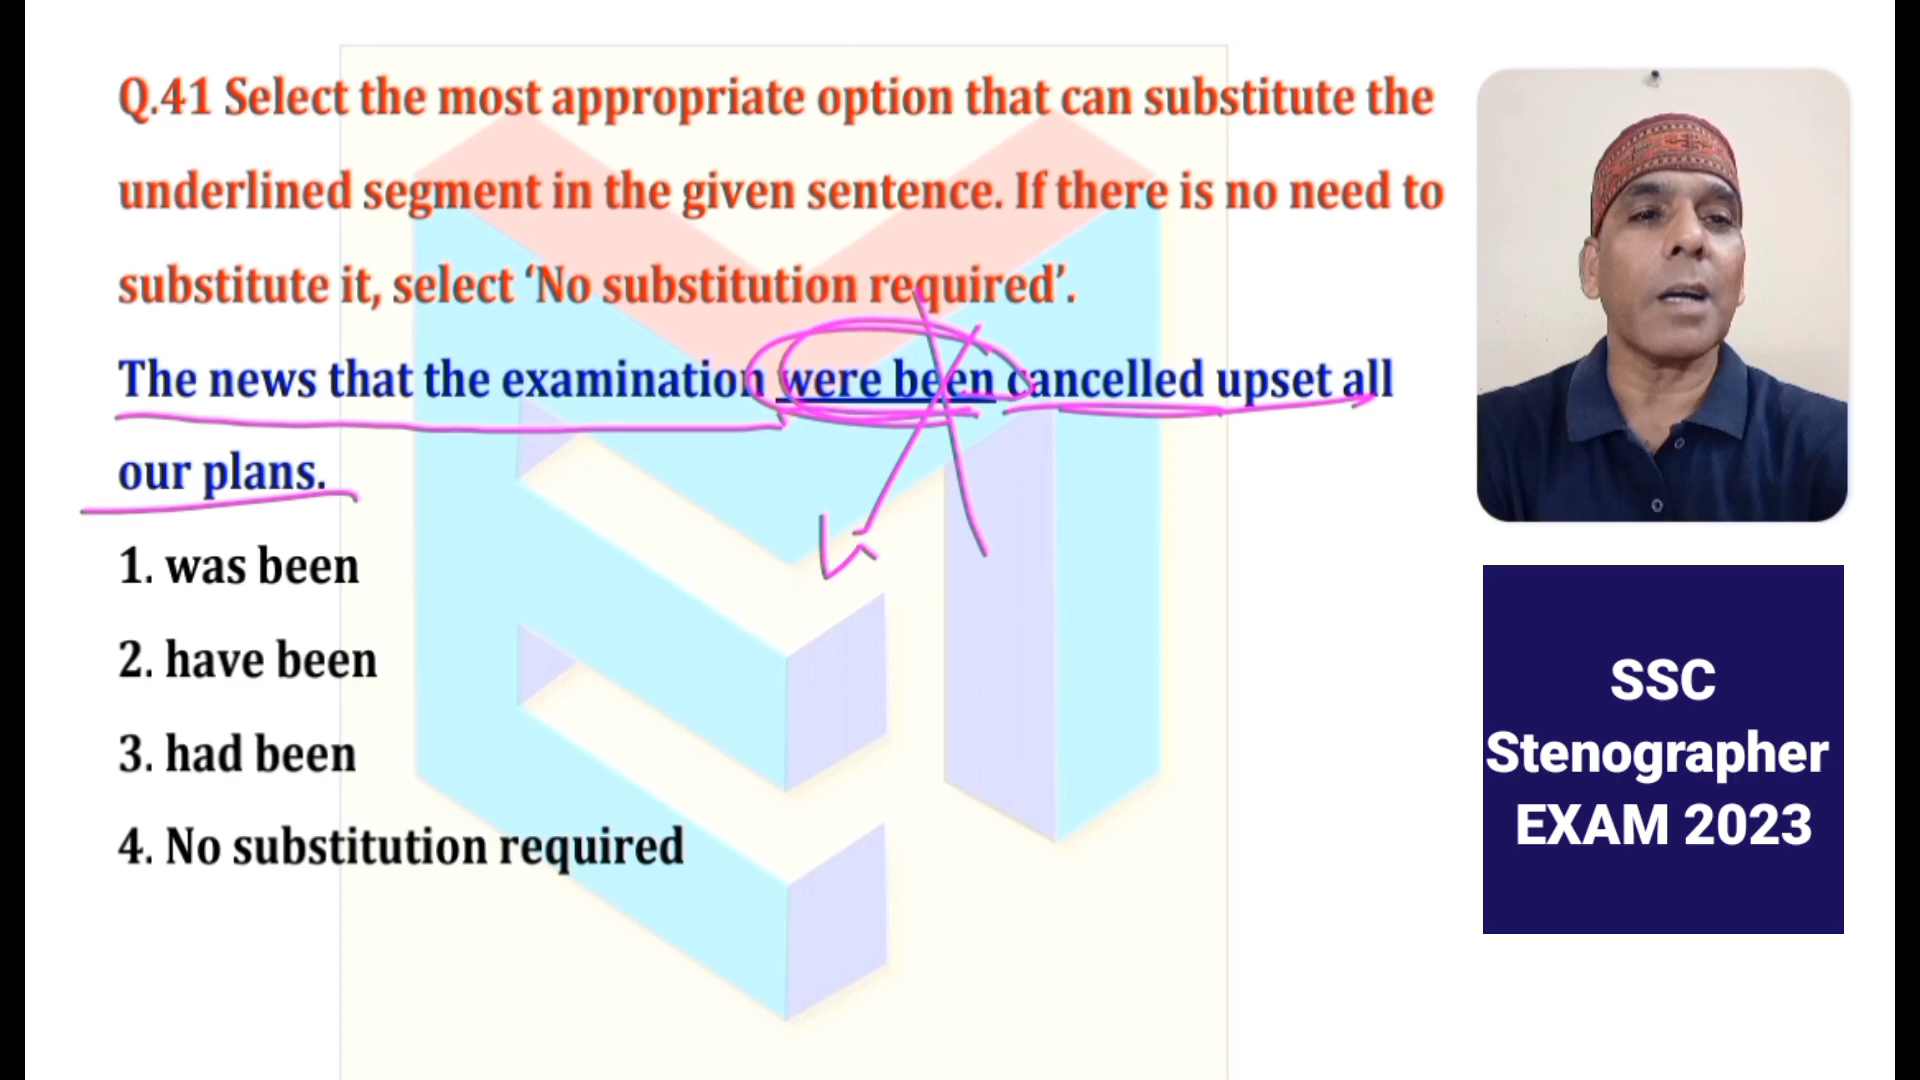 Q.41 Select the most appropriate option that can substitute the
underlined segment in the given sentence. If there is no need to
substitute it, select ‘No substitution required’.
The news that the examination were been cancelled upset all
our plans.
1. was been
2. have been
3. had been
4. No substitution required
SSC
Stenographer
EXAM 2023